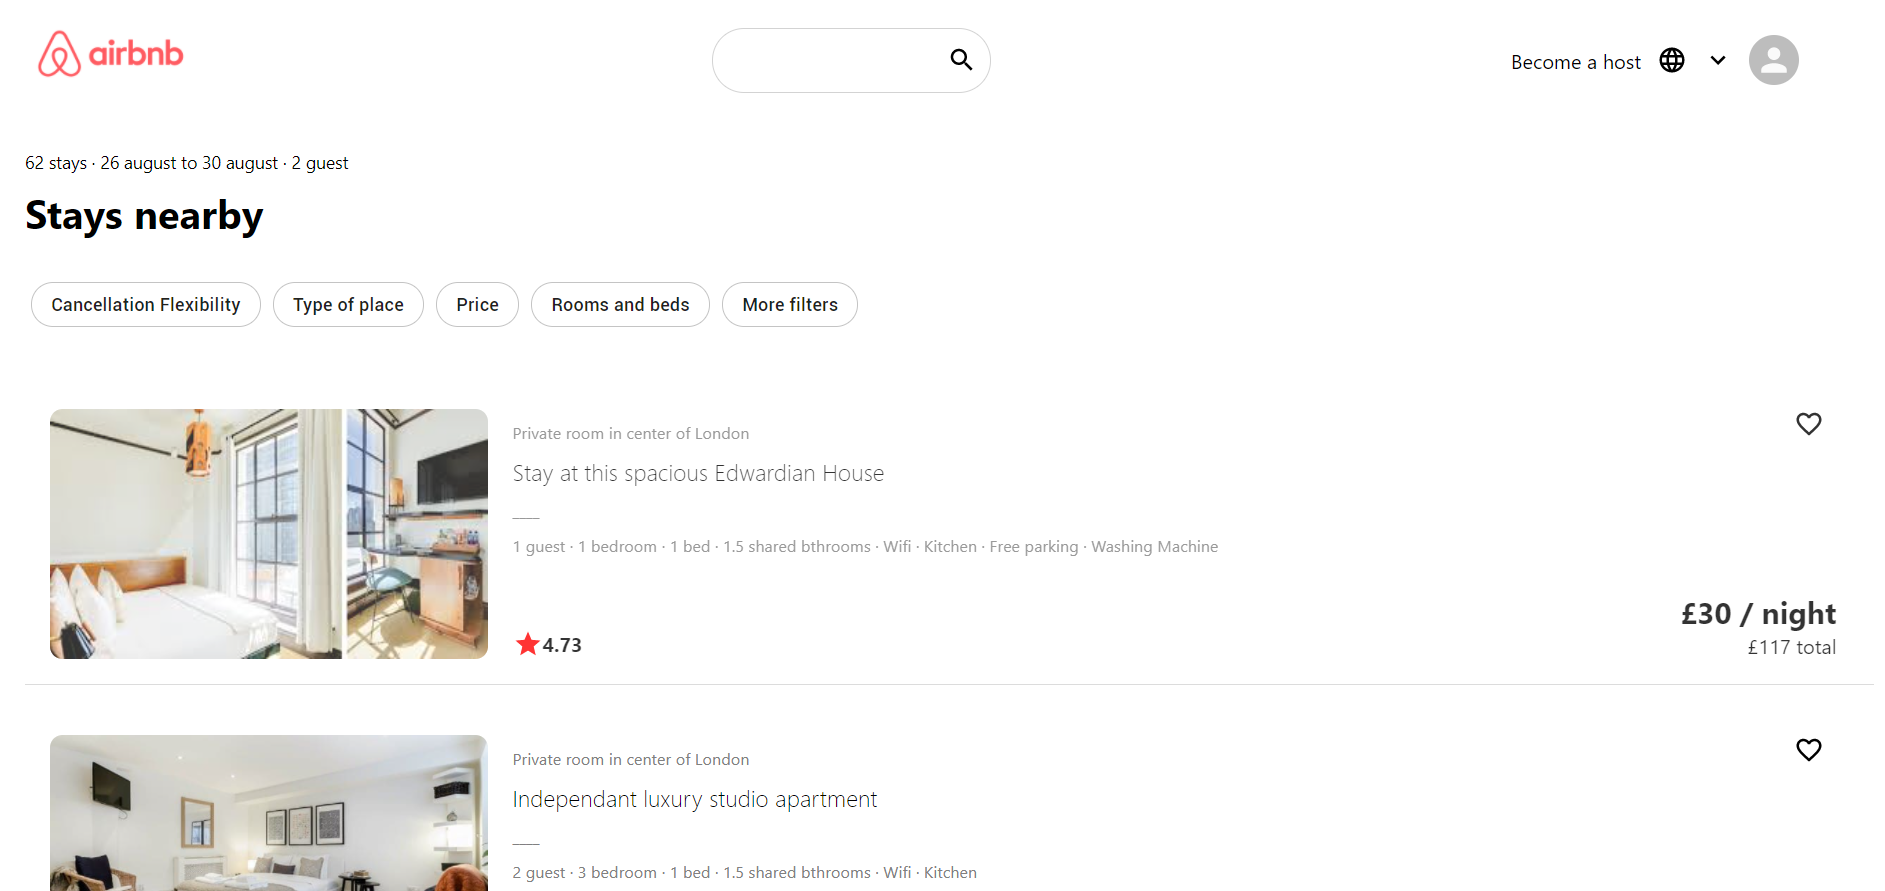 airbnb
Become a host
62 stays · 26 august to 30 august · 2 guest
Stays nearby
Cancellation Flexibility
Type of place
Price
Rooms and beds
More filters
Private room in center of London
Stay at this spacious Edwardian House
1 guest · 1 bedroom · 1 bed · 1.5 shared bthrooms · Wifi · Kitchen · Free parking · Washing Machine
4.73
£30 / night
£117 total
Private room in center of London
Independant luxury studio apartment
2 guest · 3 bedroom · 1 bed · 1.5 shared bthrooms · Wifi · Kitchen